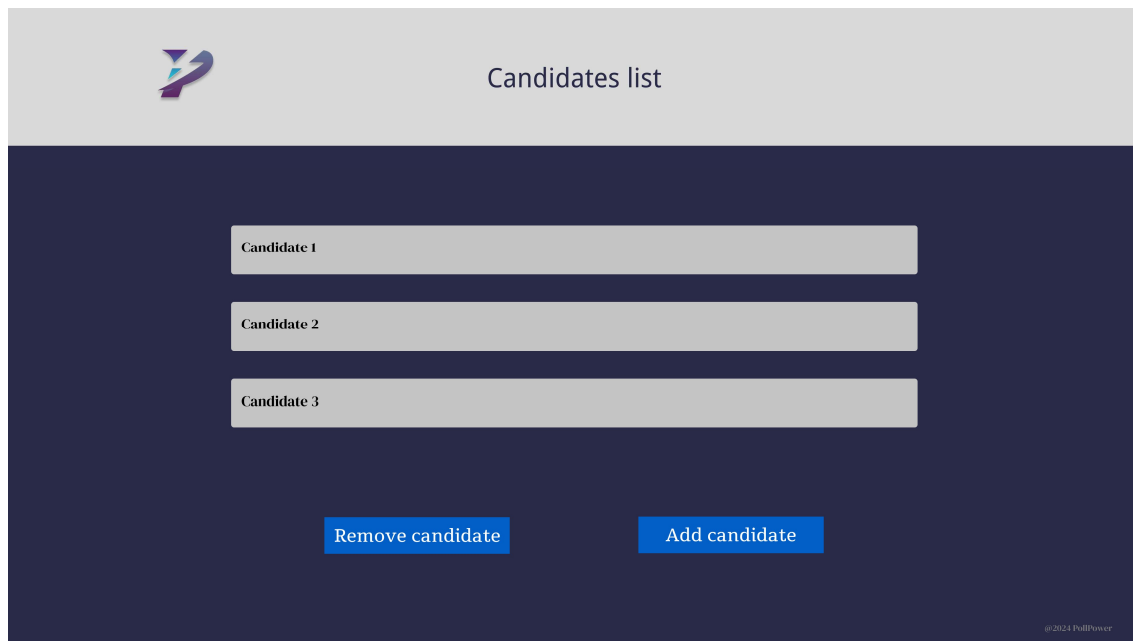 Candidates list
Candidate 1
Candidate 2
Candidate 3
Remove candidate
Add candidate
@2024 PollPower